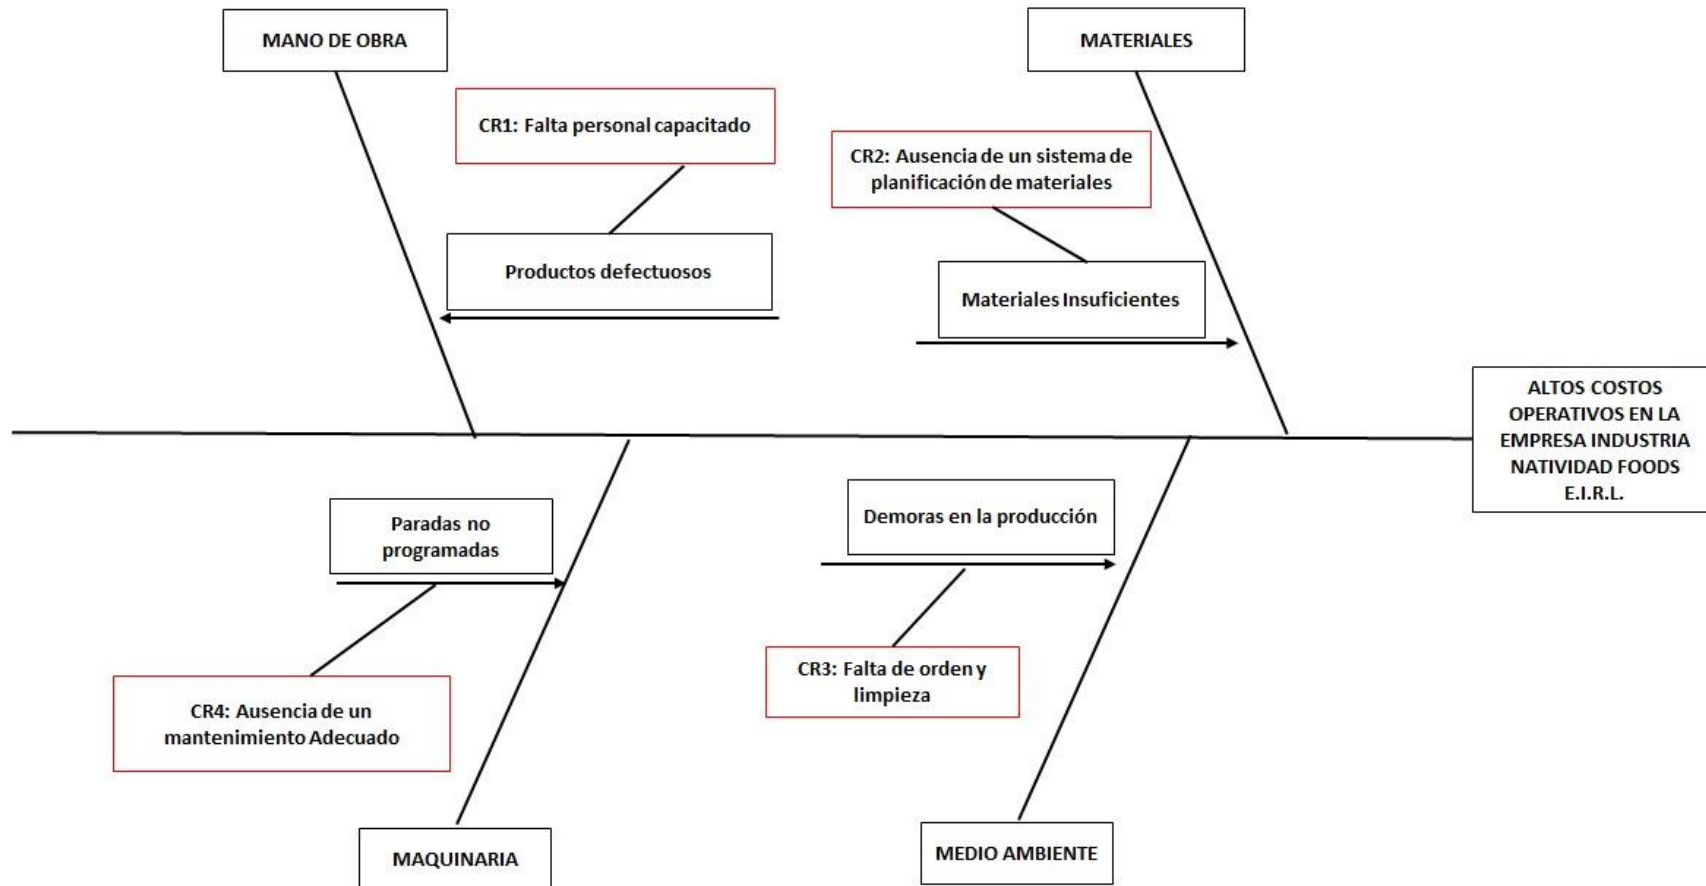 MANO DE OBRA
MATERIALES
CR1: Falta personal capacitado
CR2: Ausencia de un sistema de
planificación de materiales
Productos defectuosos
Materiales Insuficientes
ALTOS COSTOS
OPERATIVOS EN LA
EMPRESA INDUSTRIA
NATIVIDAD FOODS
E.I.R.L.
Paradas no
programadas
Demoras en la producción
CR4: Ausencia de un
mantenimiento Adecuado
CR3: Falta de orden y
limpieza
MAQUINARIA
MEDIO AMBIENTE